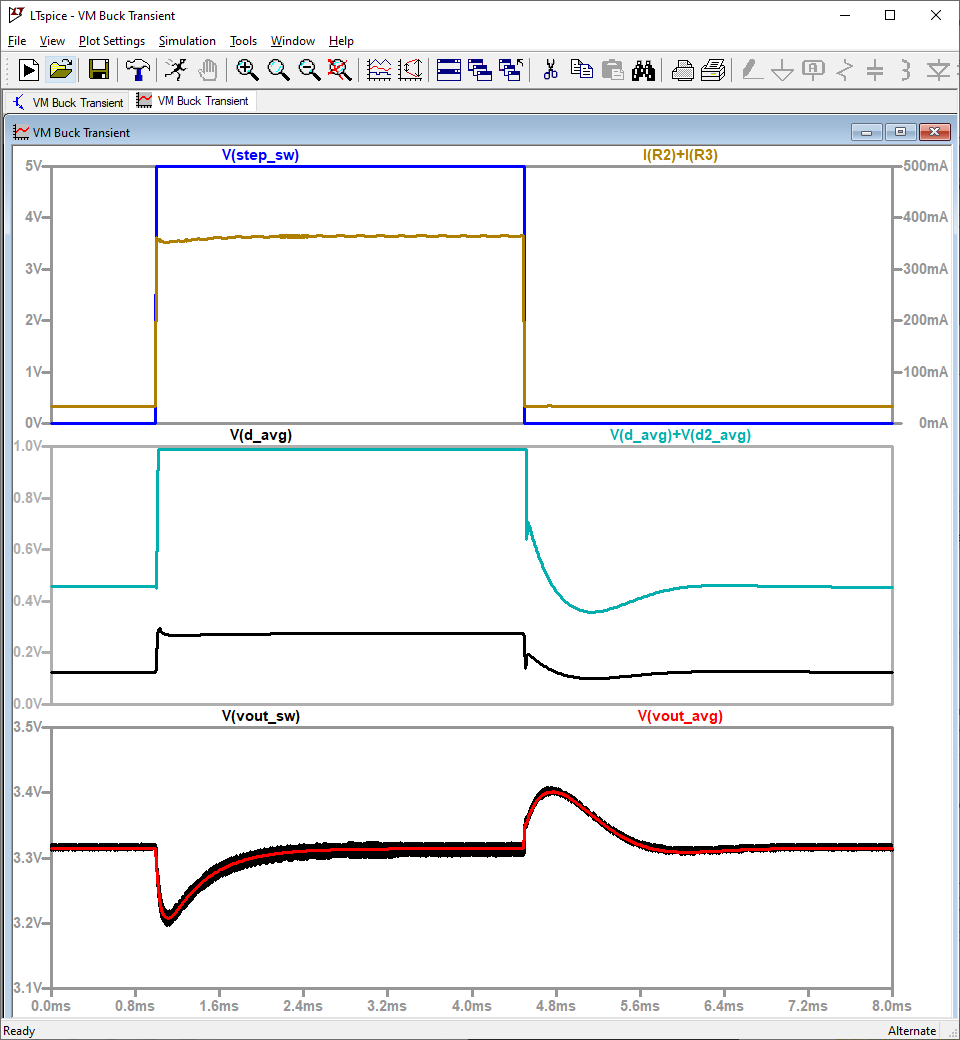 LTspice - VM Buck Transient
File View Plot Settings Simulation Tools Window Help
VM Buck Transient VM Buck Transient
VM Buck Transient
V(step_sw) I(R2)+I(R3)
5V 500mA
4V 400mA
3V 300mA
2V 200mA
1V 100mA
0V 0mA
V(d_avg) V(d_avg)+V(d2_avg)
1.0V
0.8V
0.6V
0.4V
0.2V
0.0V
V(vout_sw) V(vout_avg)
3.5V
3.4V
3.3V
3.2V
3.1V
0.0ms 0.8ms 1.6ms 2.4ms 3.2ms 4.0ms 4.8ms 5.6ms 6.4ms 7.2ms 8.0ms
Ready Alternate